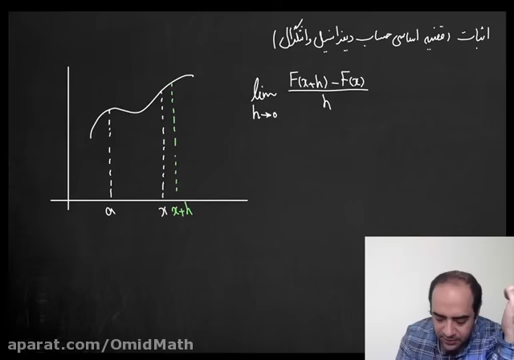 اثبات (قضیه اساسی حساب دیفرانسیل و انتگرال)
lim h→0 F(x+h) – F(x) / h
a x x+h
aparat.com/OmidMath